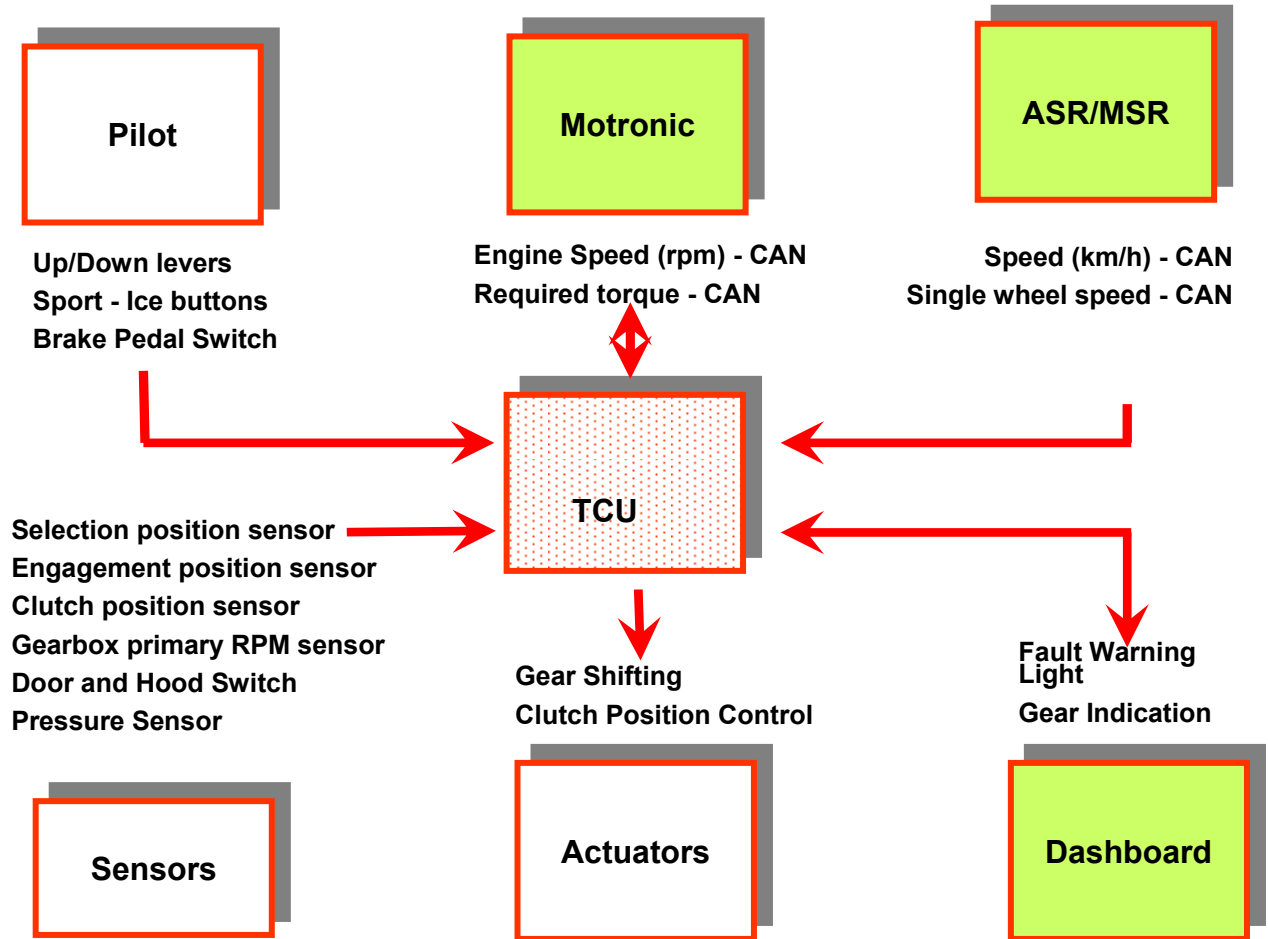 Pilot
Motronic
ASR/MSR
Up/Down levers
Sport - Ice buttons
Brake Pedal Switch
Engine Speed (rpm) - CAN
Required torque - CAN
Speed (km/h) - CAN
Single wheel speed - CAN
TCU
Selection position sensor
Engagement position sensor
Clutch position sensor
Gearbox primary RPM sensor
Door and Hood Switch
Pressure Sensor
Gear Shifting
Clutch Position Control
Fault Warning
Light
Gear Indication
Sensors
Actuators
Dashboard